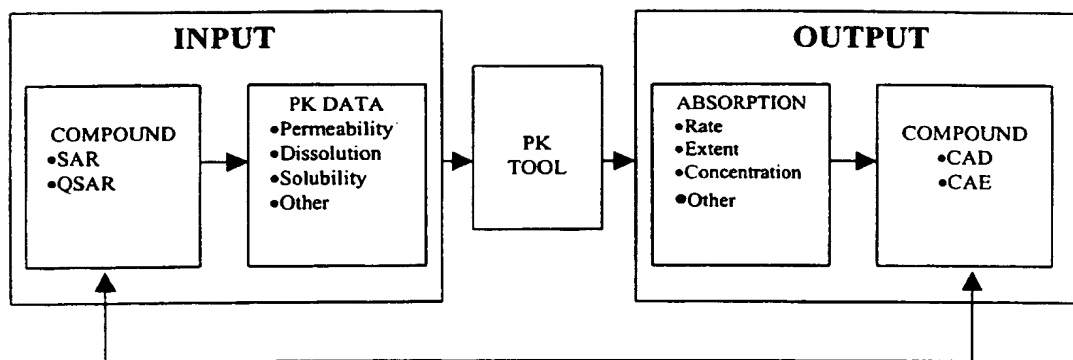 INPUT
COMPOUND
•SAR
•QSAR
PK DATA
•Permeability
•Dissolution
•Solubility
•Other
PK
TOOL
OUTPUT
ABSORPTION
•Rate
•Extent
•Concentration
•Other
COMPOUND
•CAD
•CAE